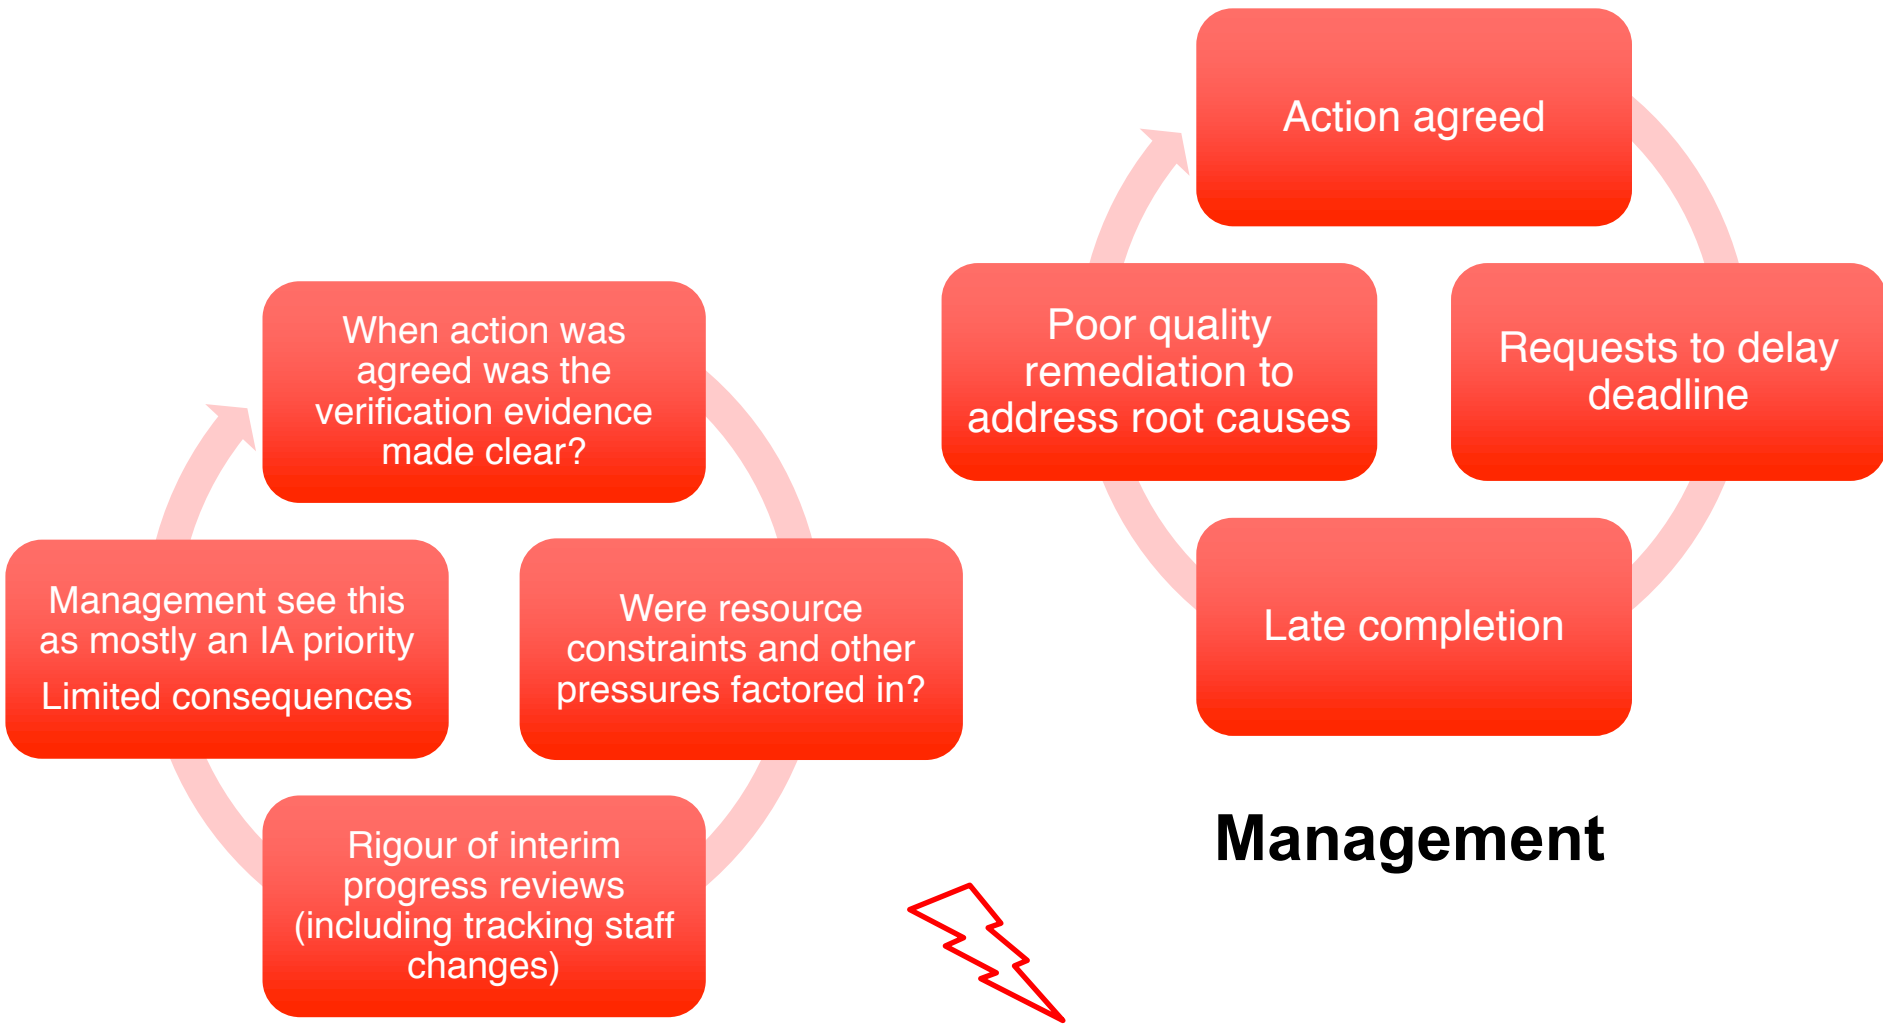 When action was
agreed was the
verification evidence
made clear?
Were resource
constraints and other
pressures factored in?
Rigour of interim
progress reviews
(including tracking staff
changes)
Management see this
as mostly an IA priority
Limited consequences
Action agreed
Requests to delay
deadline
Late completion
Poor quality
remediation to
address root causes
Management